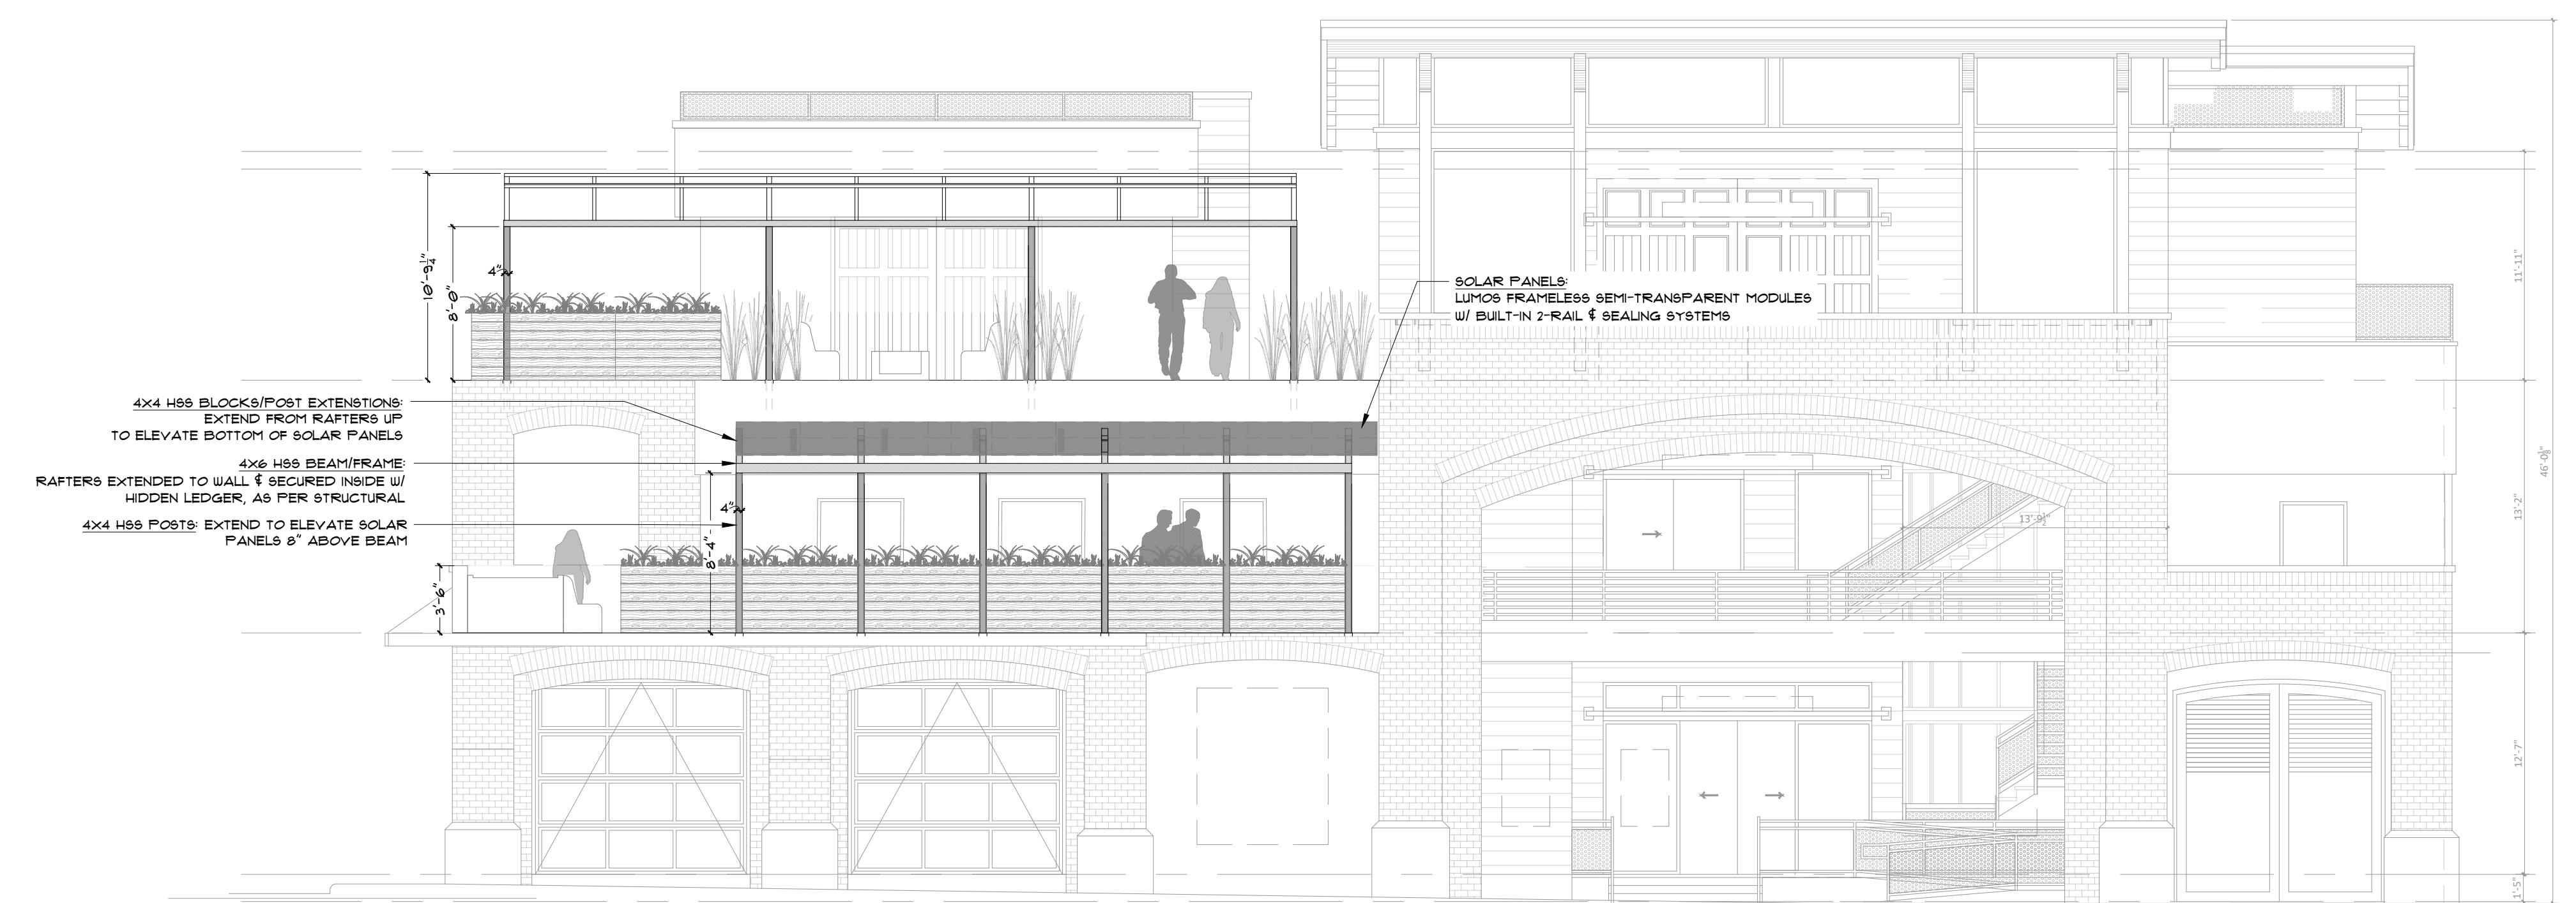 10'-9¼"
8'-0"
4"
SOLAR PANELS:
LUMOS FRAMELESS SEMI-TRANSPARENT MODULES
W/ BUILT-IN 2-RAIL & SEALING SYSTEMS
11'-11"
4X4 HSS BLOCKS/POST EXTENSTIONS:
EXTEND FROM RAFTERS UP
TO ELEVATE BOTTOM OF SOLAR PANELS
4X6 HSS BEAM/FRAME:
RAFTERS EXTENDED TO WALL & SECURED INSIDE W/
HIDDEN LEDGER, AS PER STRUCTURAL
4X4 HSS POSTS: EXTEND TO ELEVATE SOLAR
PANELS 8" ABOVE BEAM
4"
8'-4"
3'-6"
13'-9½"
13'-2"
46'-0⅛"
12'-7"
1'-5"